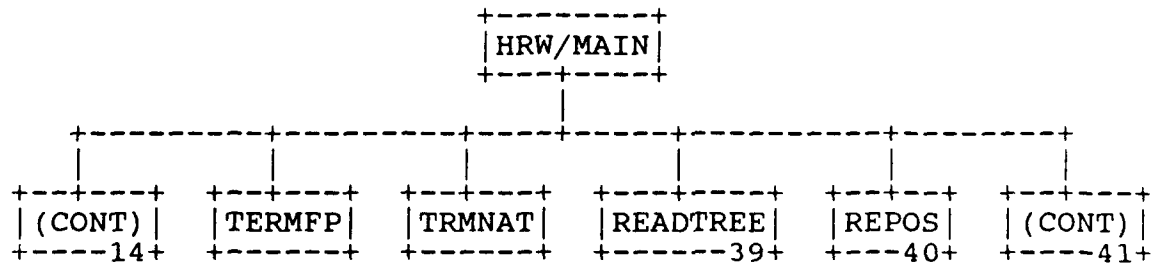 HRW/MAIN
(CONT) TERMFP TRMNAT READTREE REPOS (CONT)
14 39 40 41